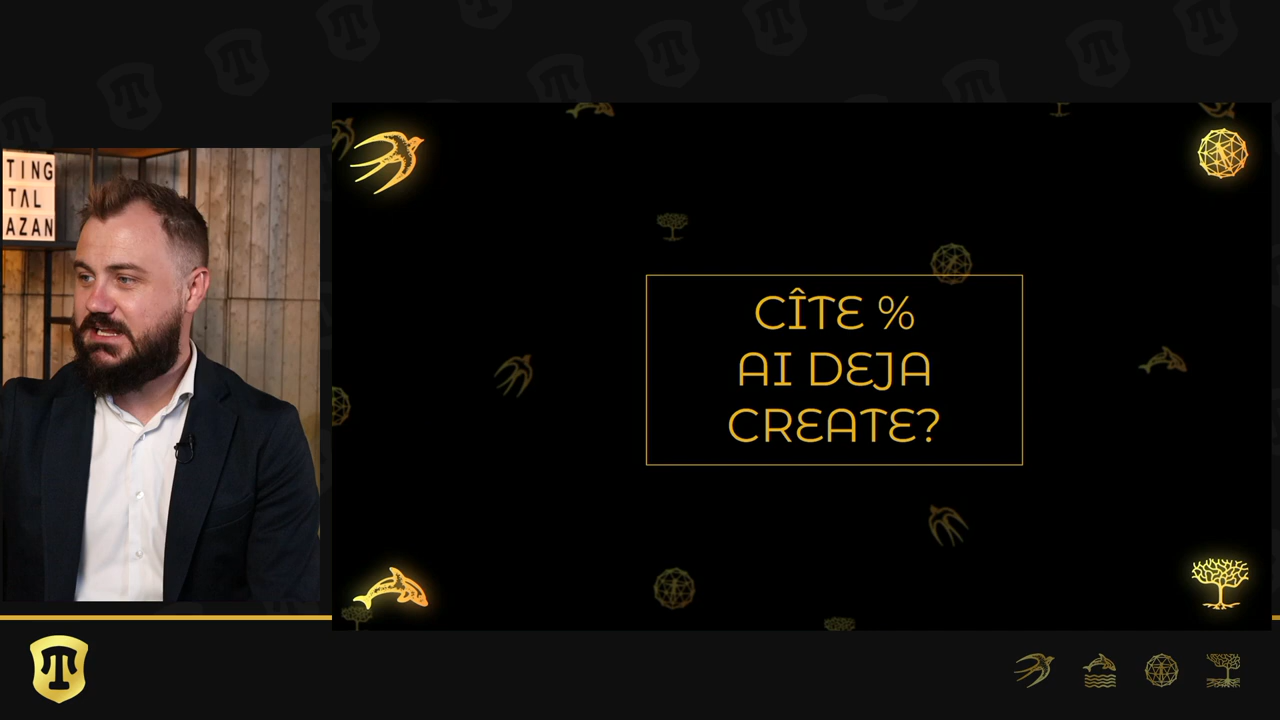 TING
TAL
AZAN
CÎTE %
AI DEJA
CREATE?